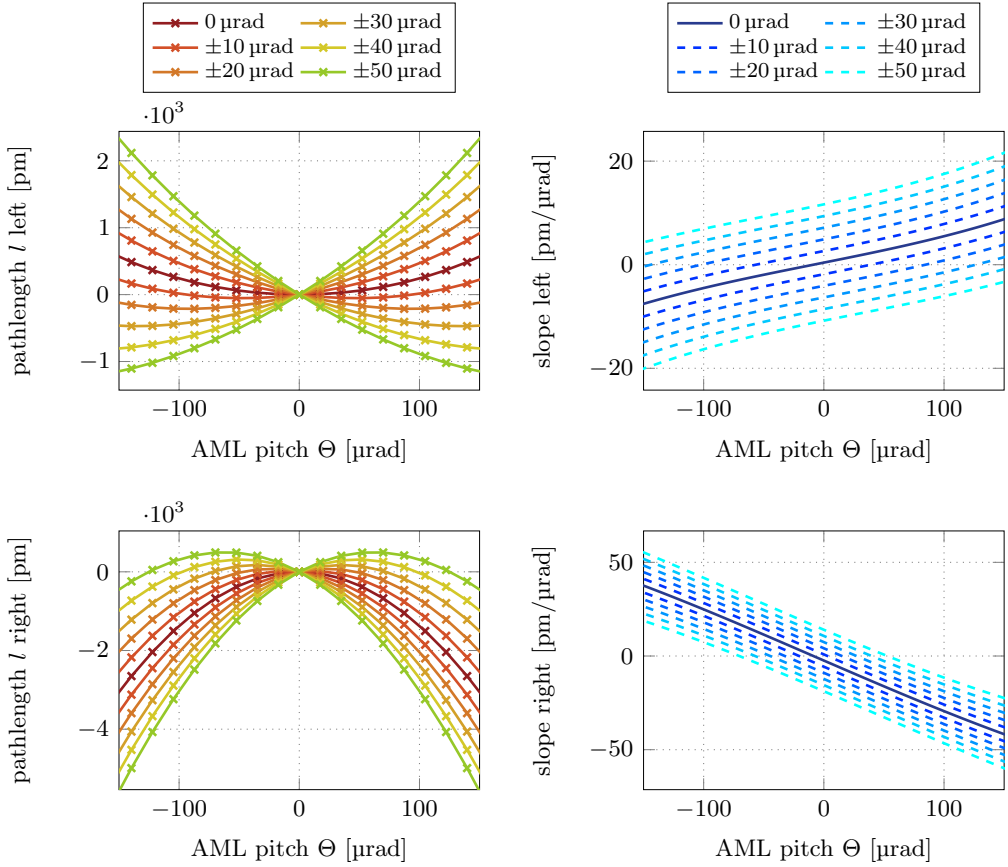 0 µrad ±30 µrad
±10 µrad ±40 µrad
±20 µrad ±50 µrad
0 µrad ±30 µrad
±10 µrad ±40 µrad
±20 µrad ±50 µrad
·10³
pathlength l left [pm]
2
1
0
−1
−100 0 100
AML pitch Θ [µrad]
slope left [pm/µrad]
20
0
−20
−100 0 100
AML pitch Θ [µrad]
·10³
pathlength l right [pm]
0
−2
−4
−100 0 100
AML pitch Θ [µrad]
slope right [pm/µrad]
50
0
−50
−100 0 100
AML pitch Θ [µrad]